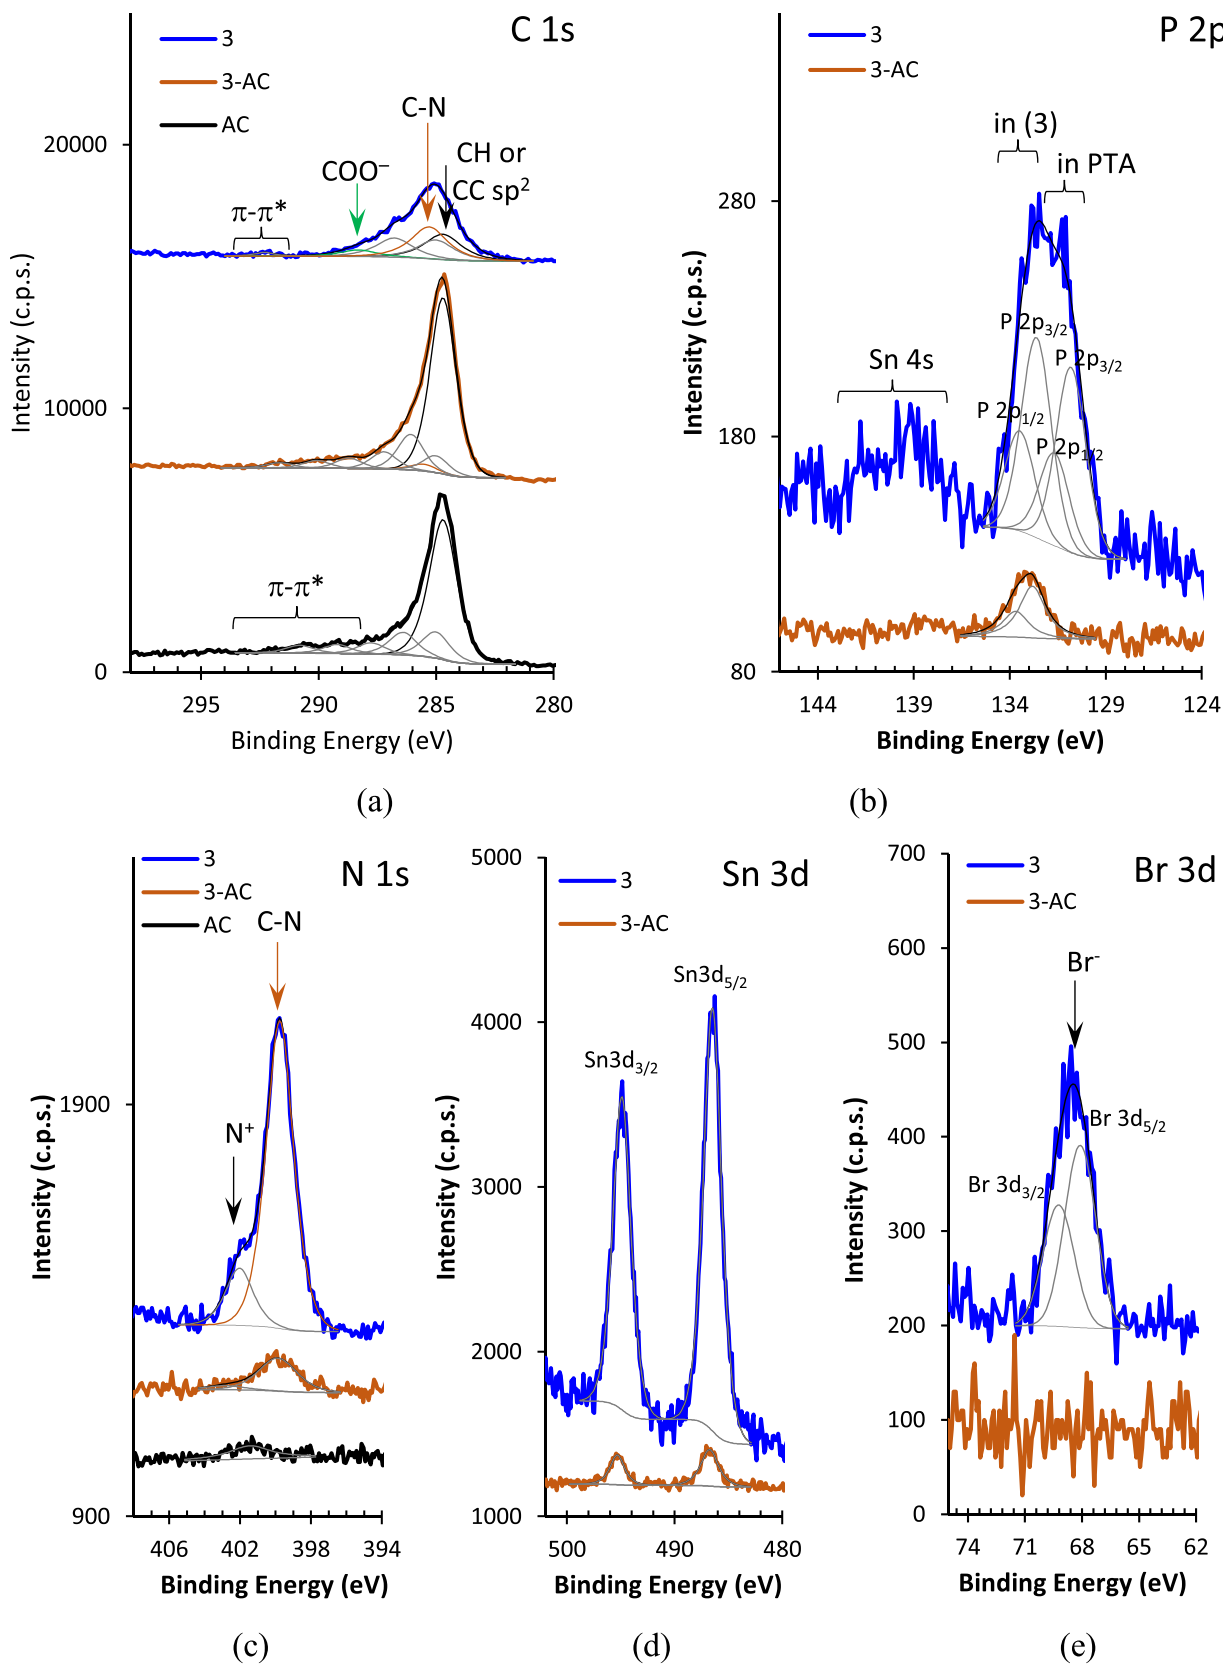 C 1s
3
3-AC
AC
20000
10000
0
COO⁻
C-N
CH or
CC sp²
π-π*
π-π*
Intensity (c.p.s.)
295 290 285 280
Binding Energy (eV)
(a)
P 2p
3
3-AC
in (3)
in PTA
280
180
80
Sn 4s
P 2p3/2
P 2p3/2
P 2p1/2
P 2p1/2
Intensity (c.p.s.)
144 139 134 129 124
Binding Energy (eV)
(b)
N 1s
3
3-AC
AC
C-N
N⁺
1900
900
Intensity (c.p.s.)
406 402 398 394
Binding Energy (eV)
(c)
Sn 3d
3
3-AC
5000
4000
3000
2000
1000
Sn3d5/2
Sn3d3/2
Intensity (c.p.s.)
500 490 480
Binding Energy (eV)
(d)
Br 3d
3
3-AC
700
600
500
400
300
200
100
0
Br⁻
Br 3d5/2
Br 3d3/2
Intensity (c.p.s.)
74 71 68 65 62
Binding Energy (eV)
(e)